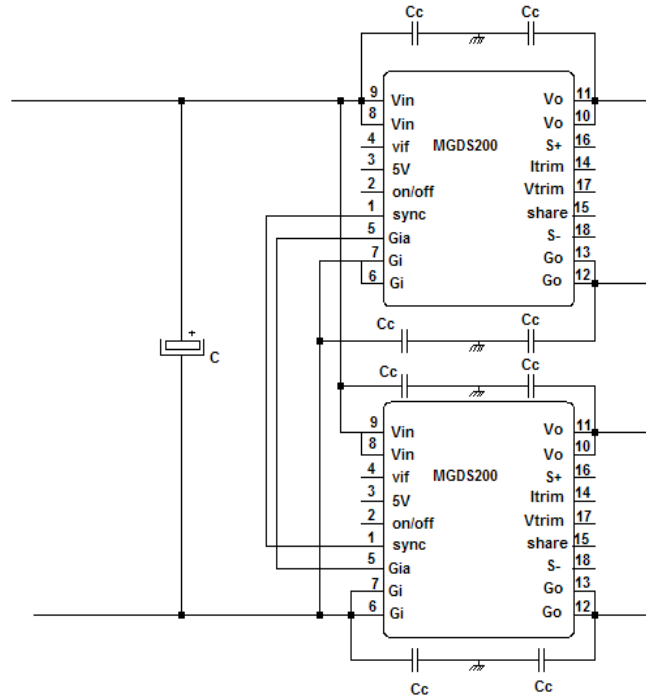 Cc Cc
9 Vin Vo 11
8 Vin Vo 10
4 vif MGDS200 S+ 16
3 5V Itrim 14
2 on/off Vtrim 17
1 sync share 15
5 Gia S- 18
7 Gi Go 13
6 Gi Go 12
Cc Cc
+ C
Cc Cc
9 Vin Vo 11
8 Vin Vo 10
4 vif MGDS200 S+ 16
3 5V Itrim 14
2 on/off Vtrim 17
1 sync share 15
5 Gia S- 18
7 Gi Go 13
6 Gi Go 12
Cc Cc